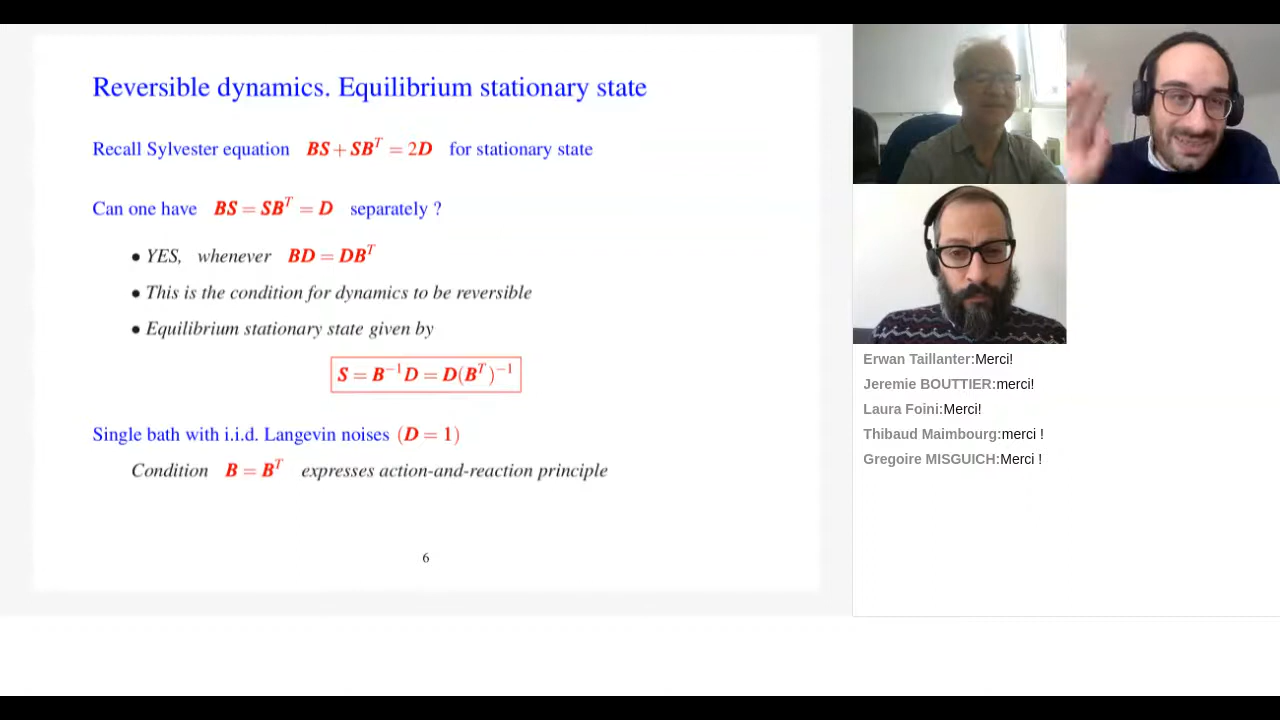 Reversible dynamics. Equilibrium stationary state
Recall Sylvester equation BS + SB^T = 2D for stationary state
Can one have BS = SB^T = D separately ?
• YES, whenever BD = DB^T
• This is the condition for dynamics to be reversible
• Equilibrium stationary state given by
S = B^{-1}D = D(B^T)^{-1}
Single bath with i.i.d. Langevin noises (D = 1)
Condition B = B^T expresses action-and-reaction principle
6
Erwan Taillanter:Merci!
Jeremie BOUTTIER:merci!
Laura Foini:Merci!
Thibaud Maimbourg:merci !
Gregoire MISGUICH:Merci !